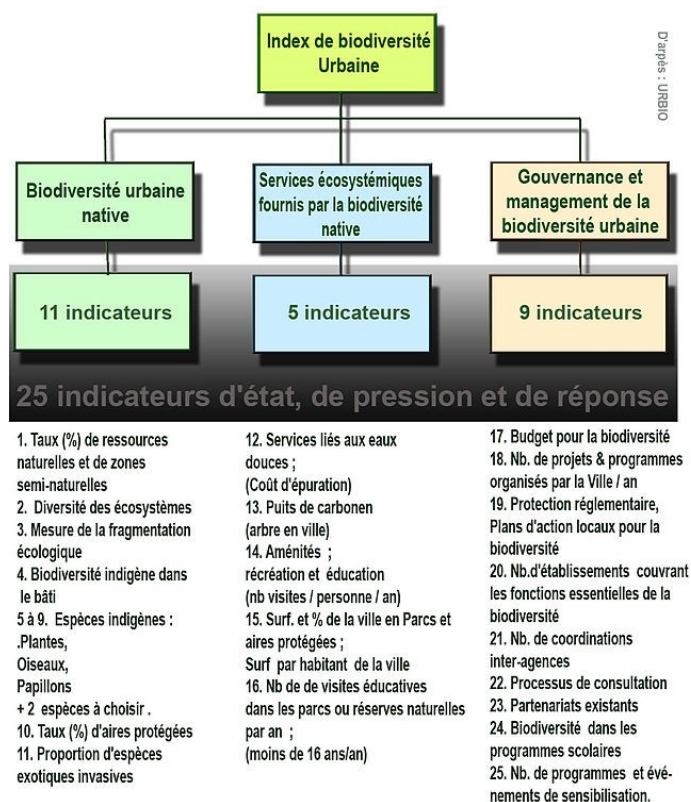 Index de biodiversité
Urbaine
D'arpès : URBIO
Biodiversité urbaine
native
Services écosystémiques
fournis par la biodiversité
native
Gouvernance et
management de la
biodiversité urbaine
11 indicateurs
5 indicateurs
9 indicateurs
25 indicateurs d'état, de pression et de réponse
1. Taux (%) de ressources
naturelles et de zones
semi-naturelles
2. Diversité des écosystèmes
3. Mesure de la fragmentation
écologique
4. Biodiversité indigène dans
le bâti
5 à 9. Espèces indigènes :
.Plantes,
Oiseaux,
Papillons
+ 2 espèces à choisir .
10. Taux (%) d'aires protégées
11. Proportion d'espèces
exotiques invasives
12. Services liés aux eaux
douces ;
(Coût d'épuration)
13. Puits de carbonen
(arbre en ville)
14. Aménités ;
récréation et éducation
(nb visites / personne / an)
15. Surf. et % de la ville en Parcs et
aires protégées ;
Surf par habitant de la ville
16. Nb de de visites éducatives
dans les parcs ou réserves naturelles
par an ;
(moins de 16 ans/an)
17. Budget pour la biodiversité
18. Nb. de projets & programmes
organisés par la Ville / an
19. Protection réglementaire,
Plans d'action locaux pour la
biodiversité
20. Nb.d'établissements couvrant
les fonctions essentielles de la
biodiversité
21. Nb. de coordinations
inter-agences
22. Processus de consultation
23. Partenariats existants
24. Biodiversité dans les
programmes scolaires
25. Nb. de programmes et évé-
nements de sensibilisation.